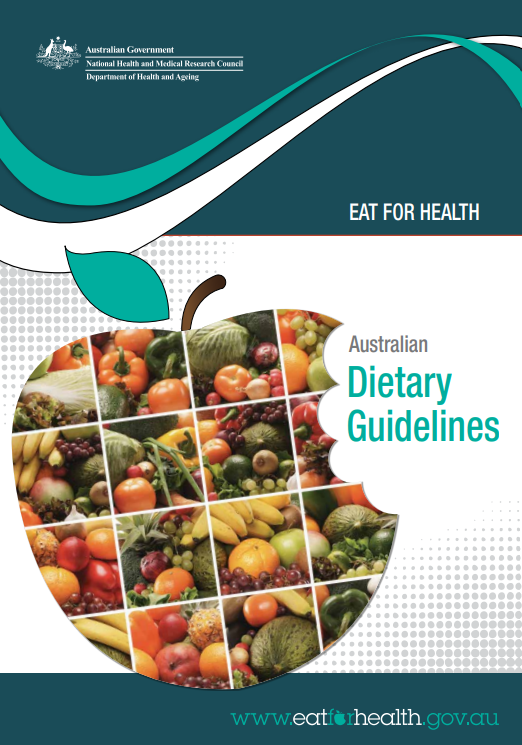 Australian Government
National Health and Medical Research Council
Department of Health and Ageing
EAT FOR HEALTH
Australian
Dietary
Guidelines
www.eatforhealth.gov.au